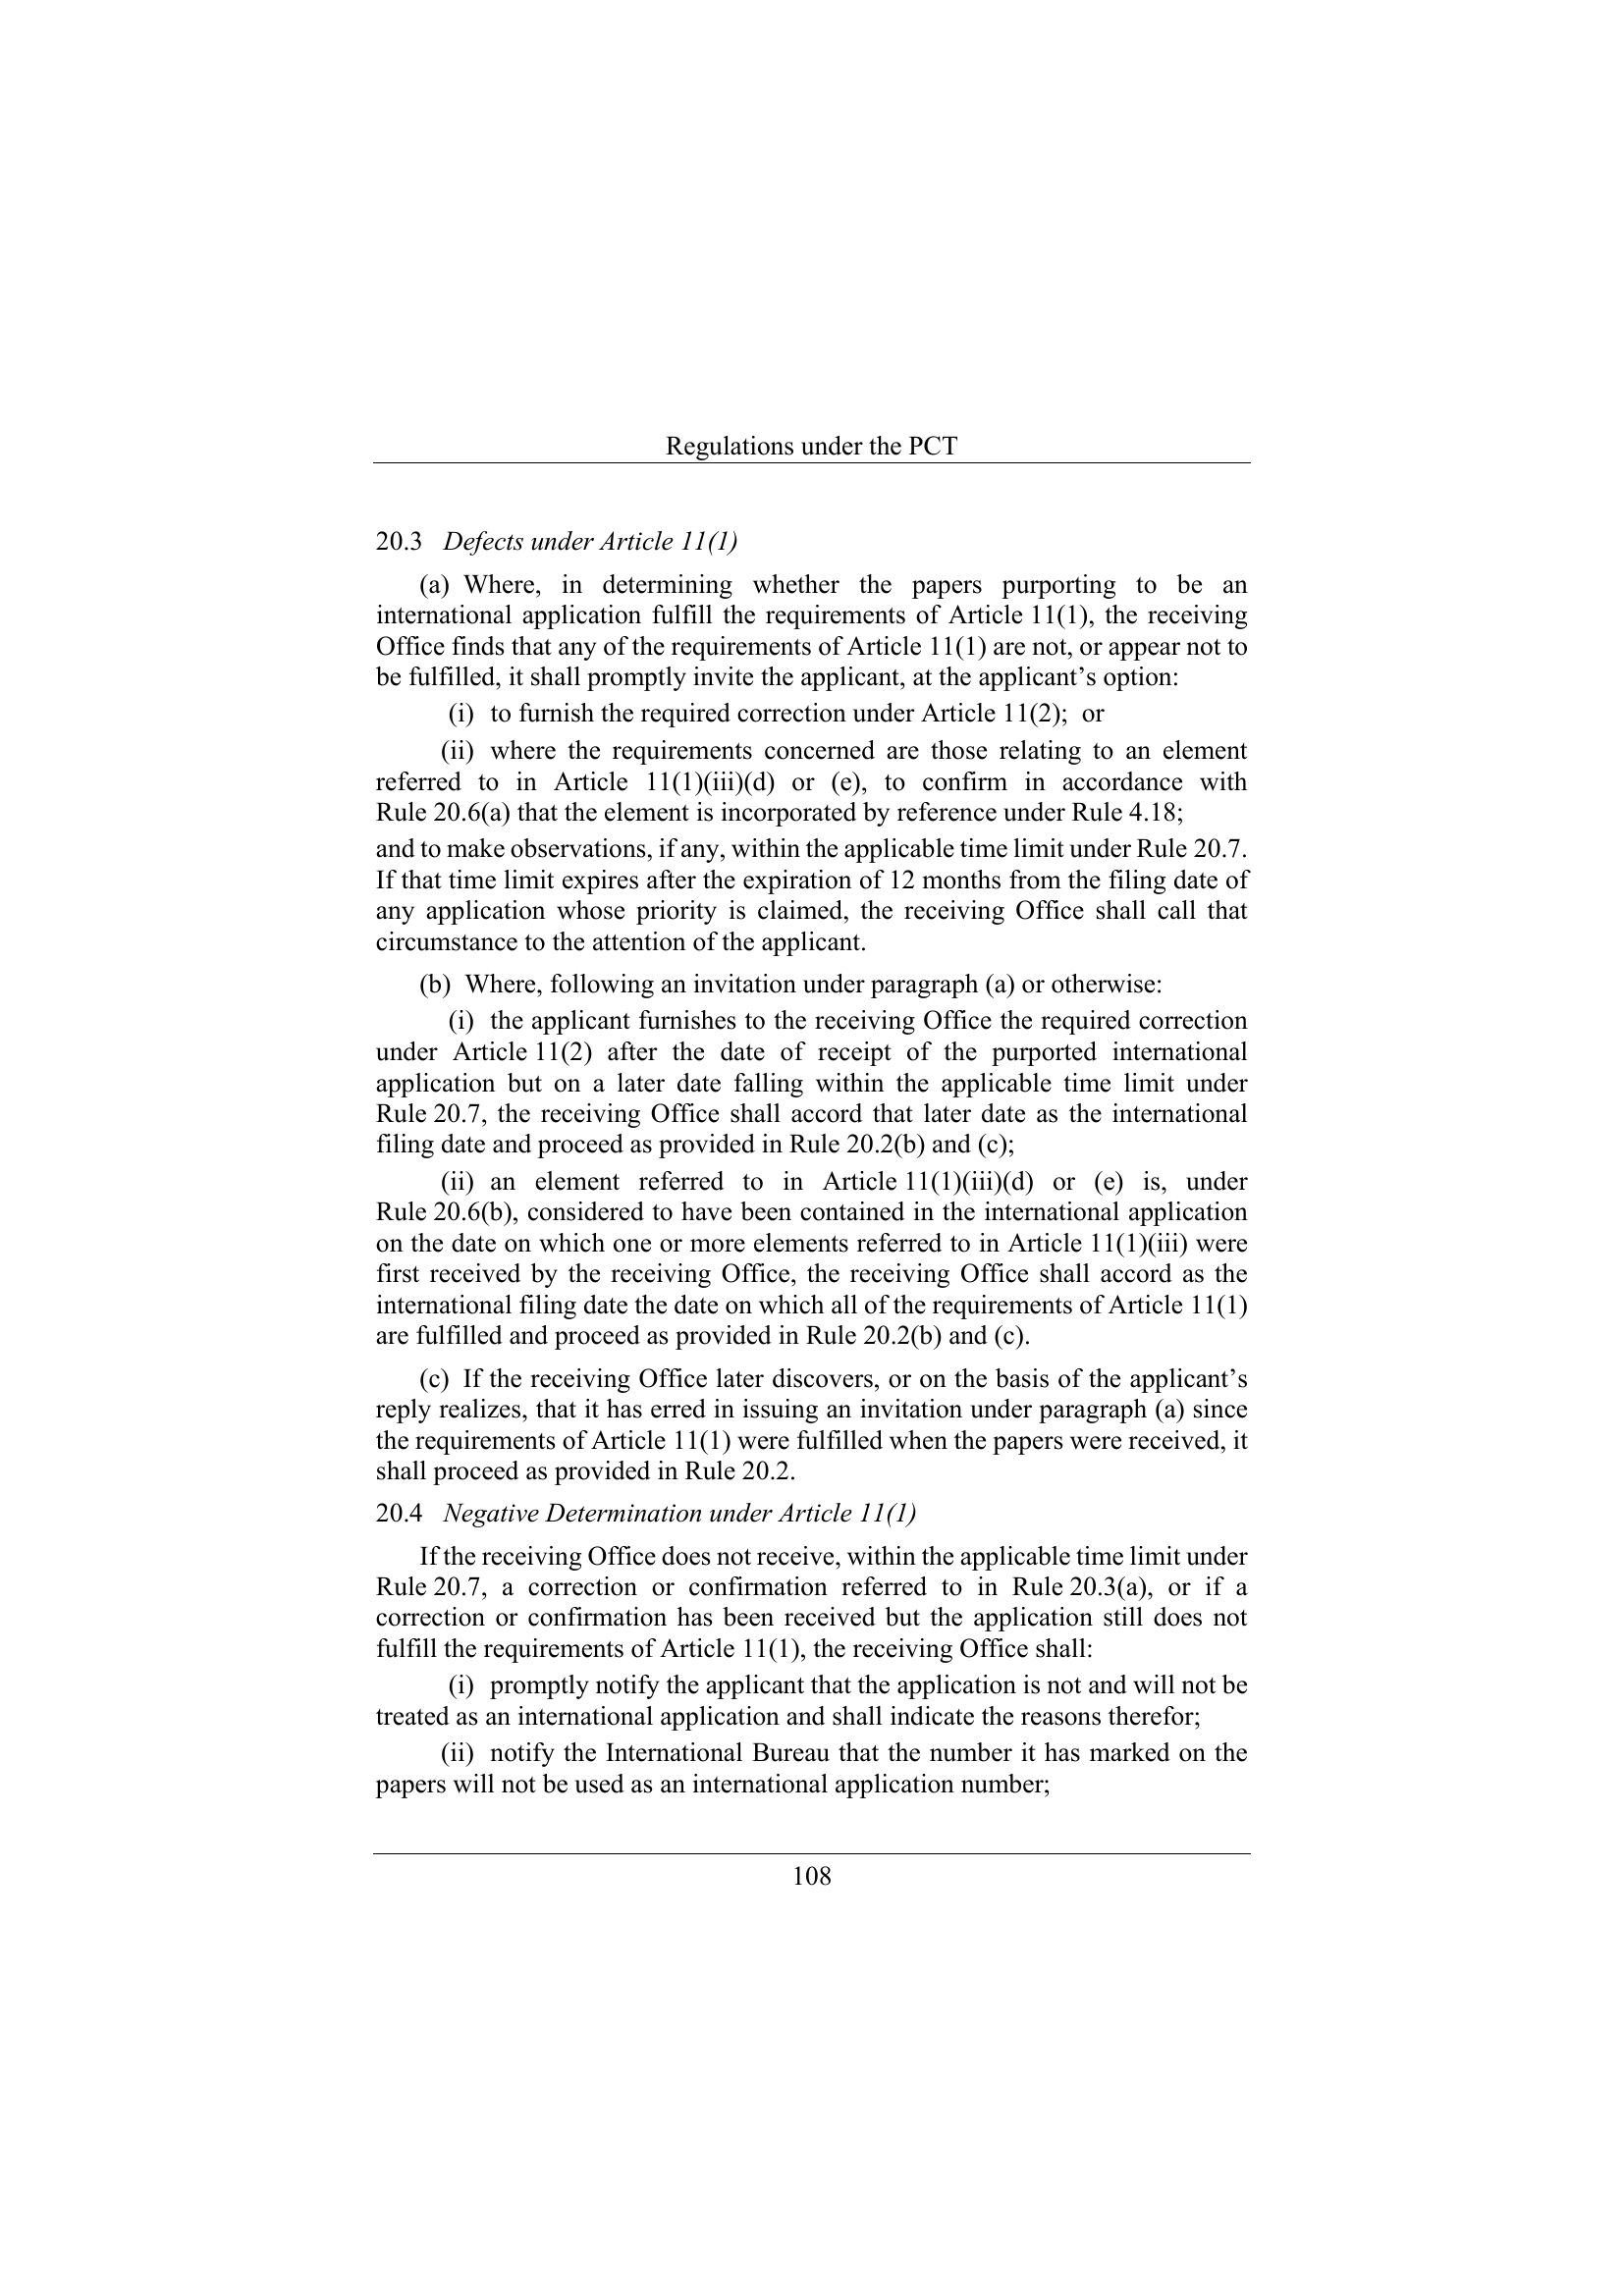 Regulations under the PCT
20.3 Defects under Article 11(1)
(a) Where, in determining whether the papers purporting to be an
international application fulfill the requirements of Article 11(1), the receiving
Office finds that any of the requirements of Article 11(1) are not, or appear not to
be fulfilled, it shall promptly invite the applicant, at the applicant’s option:
(i) to furnish the required correction under Article 11(2); or
(ii) where the requirements concerned are those relating to an element
referred to in Article 11(1)(iii)(d) or (e), to confirm in accordance with
Rule 20.6(a) that the element is incorporated by reference under Rule 4.18;
and to make observations, if any, within the applicable time limit under Rule 20.7.
If that time limit expires after the expiration of 12 months from the filing date of
any application whose priority is claimed, the receiving Office shall call that
circumstance to the attention of the applicant.
(b) Where, following an invitation under paragraph (a) or otherwise:
(i) the applicant furnishes to the receiving Office the required correction
under Article 11(2) after the date of receipt of the purported international
application but on a later date falling within the applicable time limit under
Rule 20.7, the receiving Office shall accord that later date as the international
filing date and proceed as provided in Rule 20.2(b) and (c);
(ii) an element referred to in Article 11(1)(iii)(d) or (e) is, under
Rule 20.6(b), considered to have been contained in the international application
on the date on which one or more elements referred to in Article 11(1)(iii) were
first received by the receiving Office, the receiving Office shall accord as the
international filing date the date on which all of the requirements of Article 11(1)
are fulfilled and proceed as provided in Rule 20.2(b) and (c).
(c) If the receiving Office later discovers, or on the basis of the applicant’s
reply realizes, that it has erred in issuing an invitation under paragraph (a) since
the requirements of Article 11(1) were fulfilled when the papers were received, it
shall proceed as provided in Rule 20.2.
20.4 Negative Determination under Article 11(1)
If the receiving Office does not receive, within the applicable time limit under
Rule 20.7, a correction or confirmation referred to in Rule 20.3(a), or if a
correction or confirmation has been received but the application still does not
fulfill the requirements of Article 11(1), the receiving Office shall:
(i) promptly notify the applicant that the application is not and will not be
treated as an international application and shall indicate the reasons therefor;
(ii) notify the International Bureau that the number it has marked on the
papers will not be used as an international application number;
108